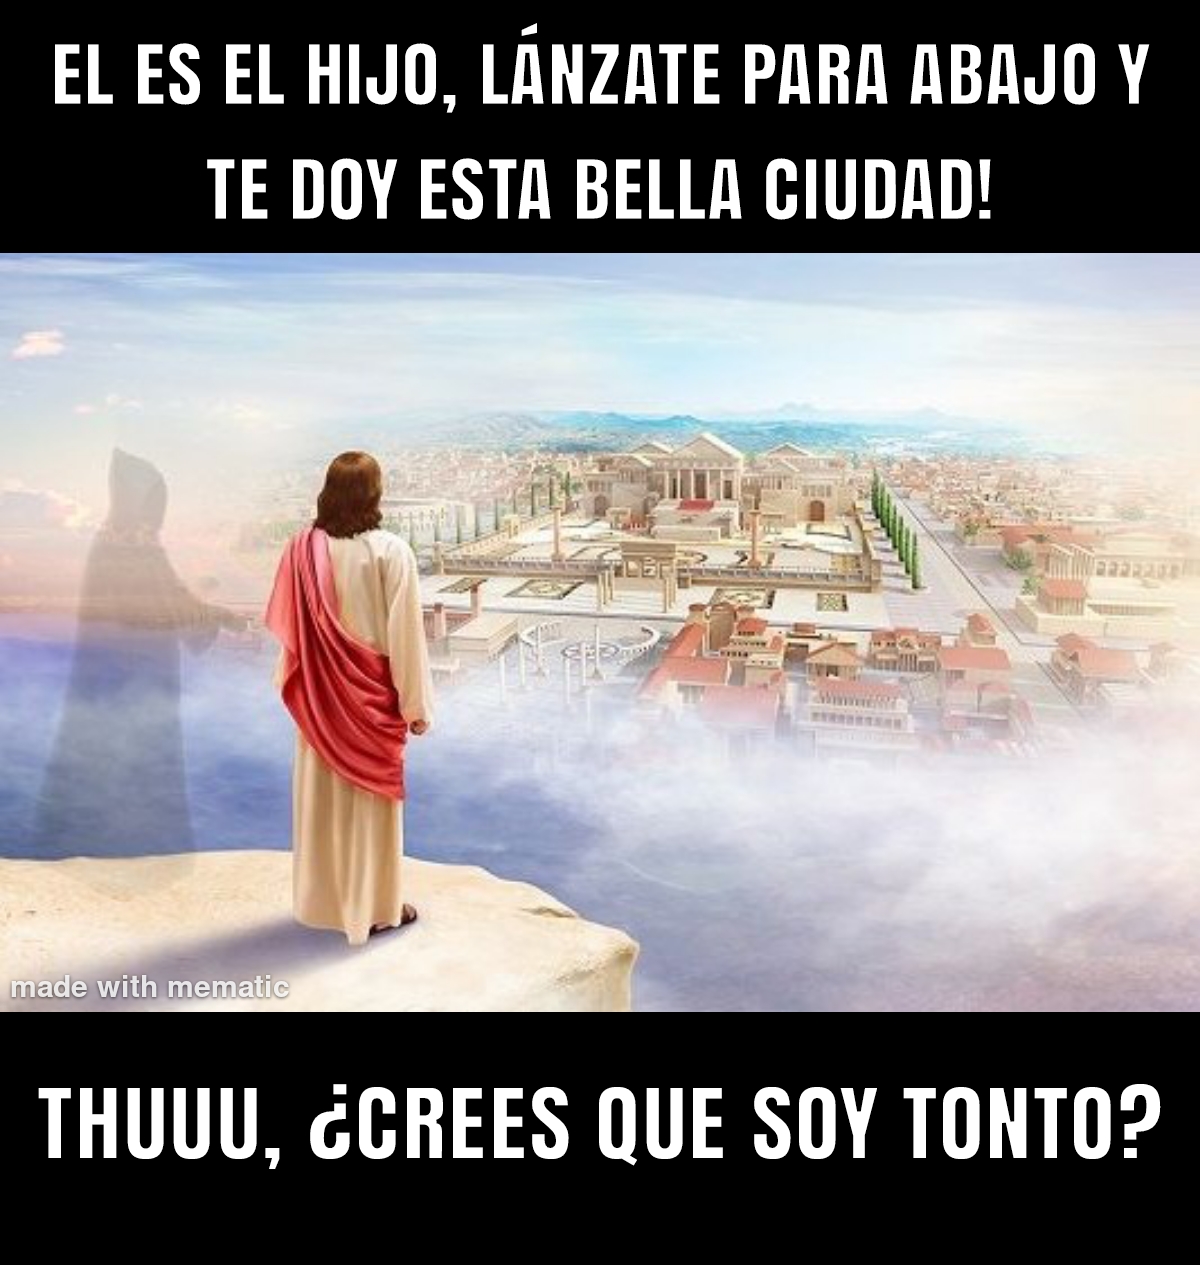 EL ES EL HIJO, LÁNZATE PARA ABAJO Y
TE DOY ESTA BELLA CIUDAD!
made with mematic
THUUU, ¿CREES QUE SOY TONTO?